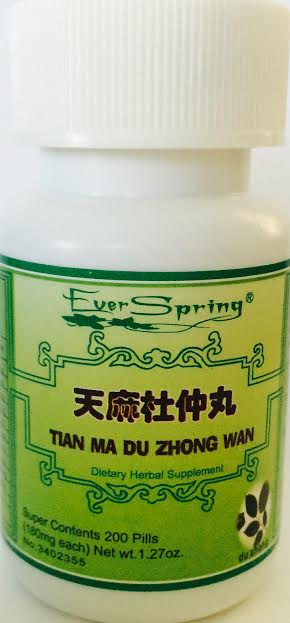 Ever Spring®
天麻杜仲丸
TIAN MA DU ZHONG WAN
Dietary Herbal Supplement
Super Contents 200 Pills
(180mg each) Net wt.1.27oz.
No.3402355